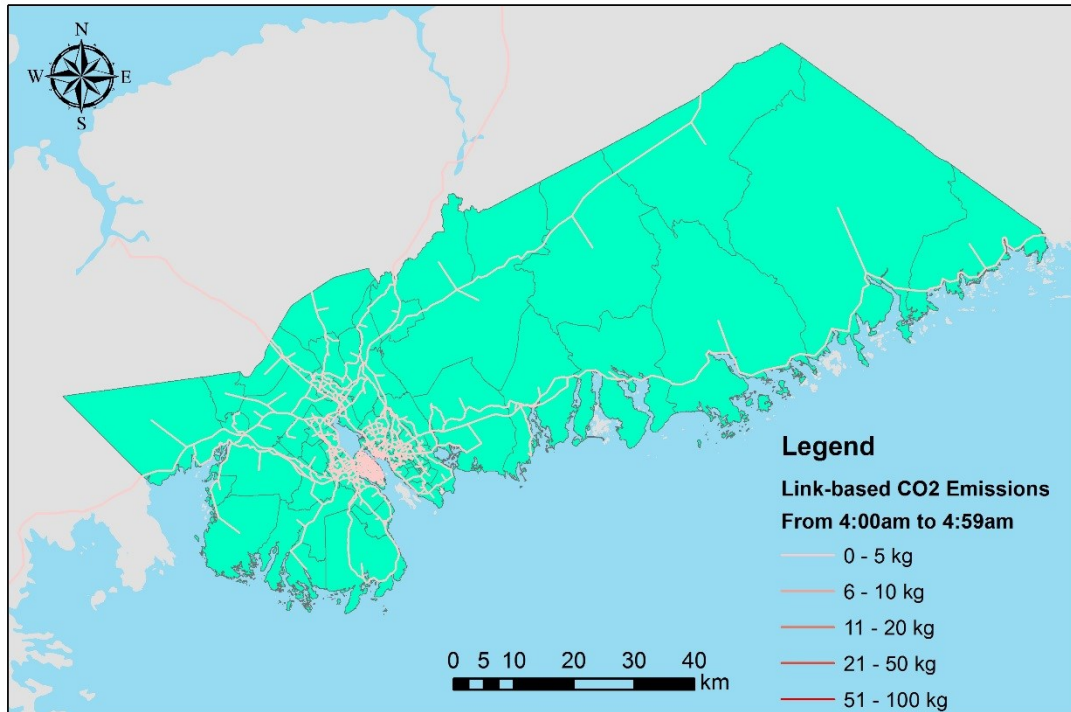 N
W E
S
Legend
Link-based CO2 Emissions
From 4:00am to 4:59am
0 - 5 kg
6 - 10 kg
11 - 20 kg
21 - 50 kg
51 - 100 kg
0 5 10 20 30 40
km